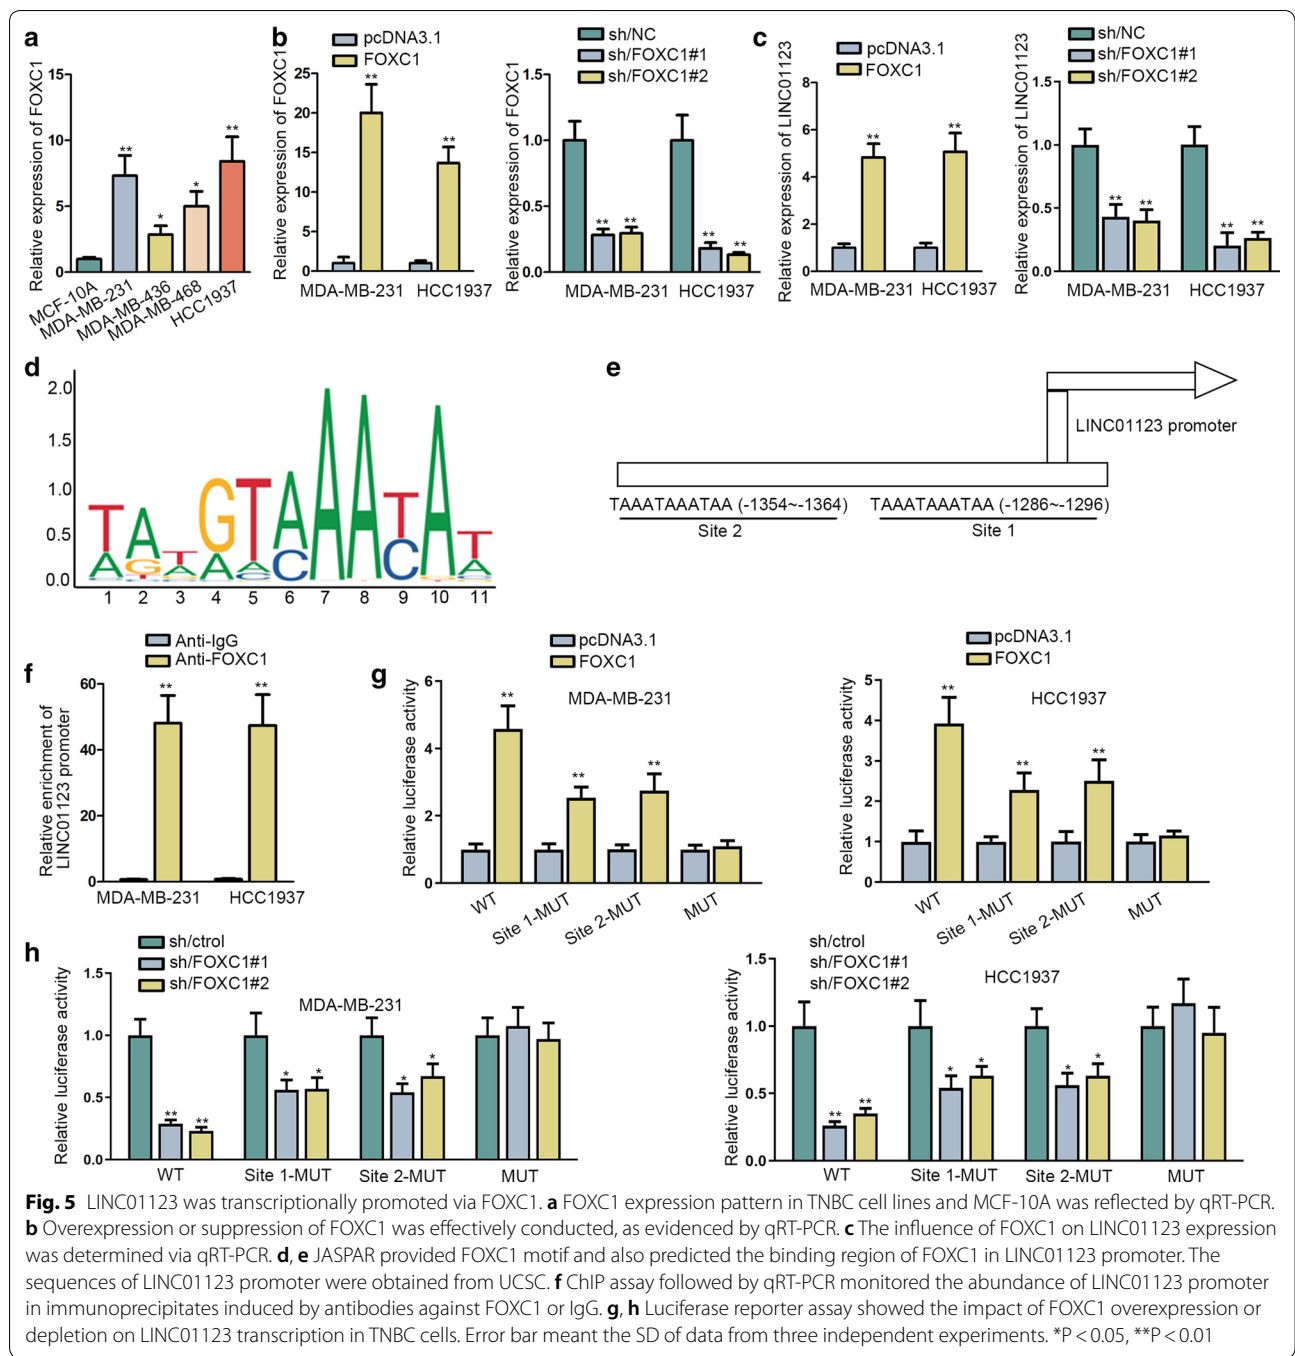 a
Relative expression of FOXC1
15
10
5
0
**
*
*
**
MCF-10A
MDA-MB-231
MDA-MB-436
MDA-MB-468
HCC1937
b
pcDNA3.1
FOXC1
Relative expression of FOXC1
25
20
15
10
5
0
**
**
MDA-MB-231
HCC1937
sh/NC
sh/FOXC1#1
sh/FOXC1#2
Relative expression of FOXC1
1.5
1.0
0.5
0.0
** **
** **
MDA-MB-231 HCC1937
c
pcDNA3.1
FOXC1
Relative expression of LINC01123
8
6
4
2
0
**
**
MDA-MB-231 HCC1937
sh/NC
sh/FOXC1#1
sh/FOXC1#2
Relative expression of LINC01123
1.5
1.0
0.5
0.0
** **
** **
MDA-MB-231 HCC1937
d
2.0
1.5
1.0
0.5
0.0
1 2 3 4 5 6 7 8 9 10 11
e
LINC01123 promoter
TAAATAAATAA (-1354~-1364)
Site 2
TAAATAAATAA (-1286~-1296)
Site 1
f
Anti-IgG
Anti-FOXC1
Relative enrichment of
LINC01123 promoter
60
40
20
0
**
**
MDA-MB-231 HCC1937
g
pcDNA3.1
FOXC1
MDA-MB-231
Relative luciferase activity
6
4
2
0
**
**
**
WT
Site 1-MUT
Site 2-MUT
MUT
pcDNA3.1
FOXC1
HCC1937
Relative luciferase activity
5
4
3
2
1
0
**
**
**
WT
Site 1-MUT
Site 2-MUT
MUT
h
sh/ctrol
sh/FOXC1#1
sh/FOXC1#2
MDA-MB-231
Relative luciferase activity
1.5
1.0
0.5
0.0
** **
* *
* *
WT Site 1-MUT Site 2-MUT MUT
sh/ctrol
sh/FOXC1#1
sh/FOXC1#2
HCC1937
Relative luciferase activity
1.5
1.0
0.5
0.0
** **
* *
* *
WT Site 1-MUT Site 2-MUT MUT
Fig. 5 LINC01123 was transcriptionally promoted via FOXC1. a FOXC1 expression pattern in TNBC cell lines and MCF-10A was reflected by qRT-PCR.
b Overexpression or suppression of FOXC1 was effectively conducted, as evidenced by qRT-PCR. c The influence of FOXC1 on LINC01123 expression
was determined via qRT-PCR. d, e JASPAR provided FOXC1 motif and also predicted the binding region of FOXC1 in LINC01123 promoter. The
sequences of LINC01123 promoter were obtained from UCSC. f ChIP assay followed by qRT-PCR monitored the abundance of LINC01123 promoter
in immunoprecipitates induced by antibodies against FOXC1 or IgG. g, h Luciferase reporter assay showed the impact of FOXC1 overexpression or
depletion on LINC01123 transcription in TNBC cells. Error bar meant the SD of data from three independent experiments. *P < 0.05, **P < 0.01